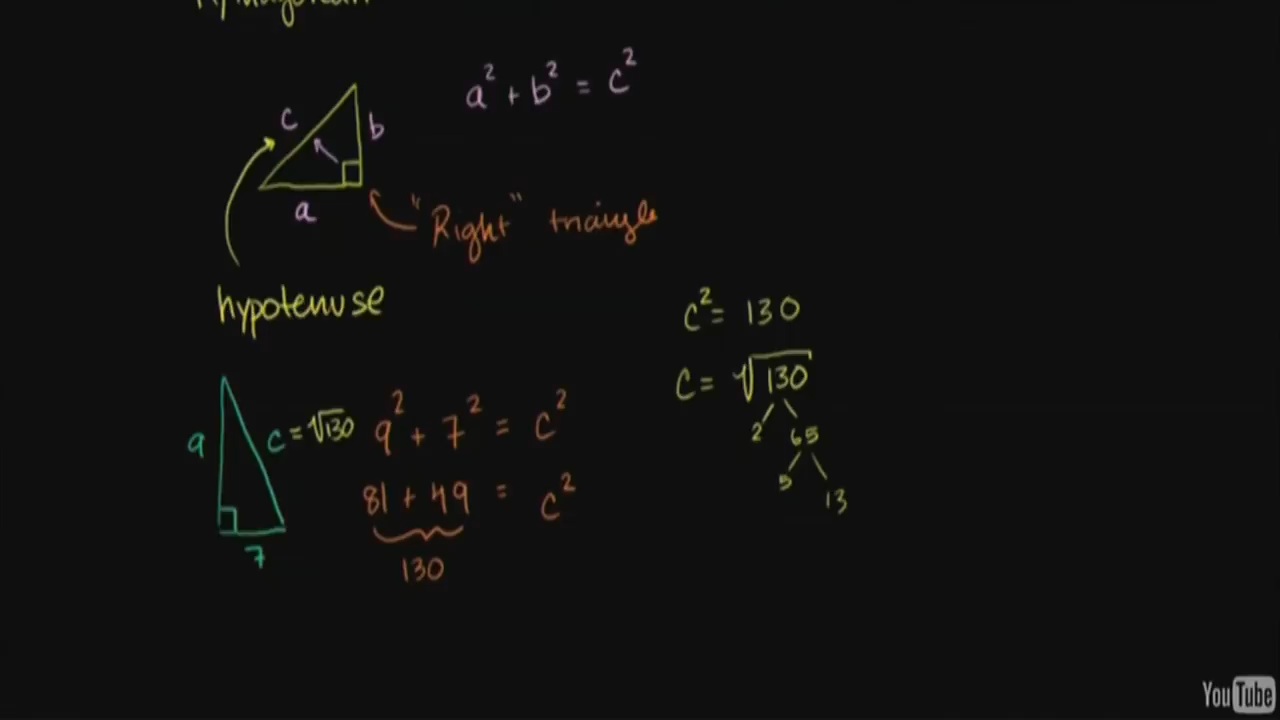 Pythagorean
a² + b² = c²
c
b
a
"Right" triangle
hypotenuse
c² = 130
c = √130
2 65
5 13
9
c = √130
7
9² + 7² = c²
81 + 49 = c²
130
YouTube